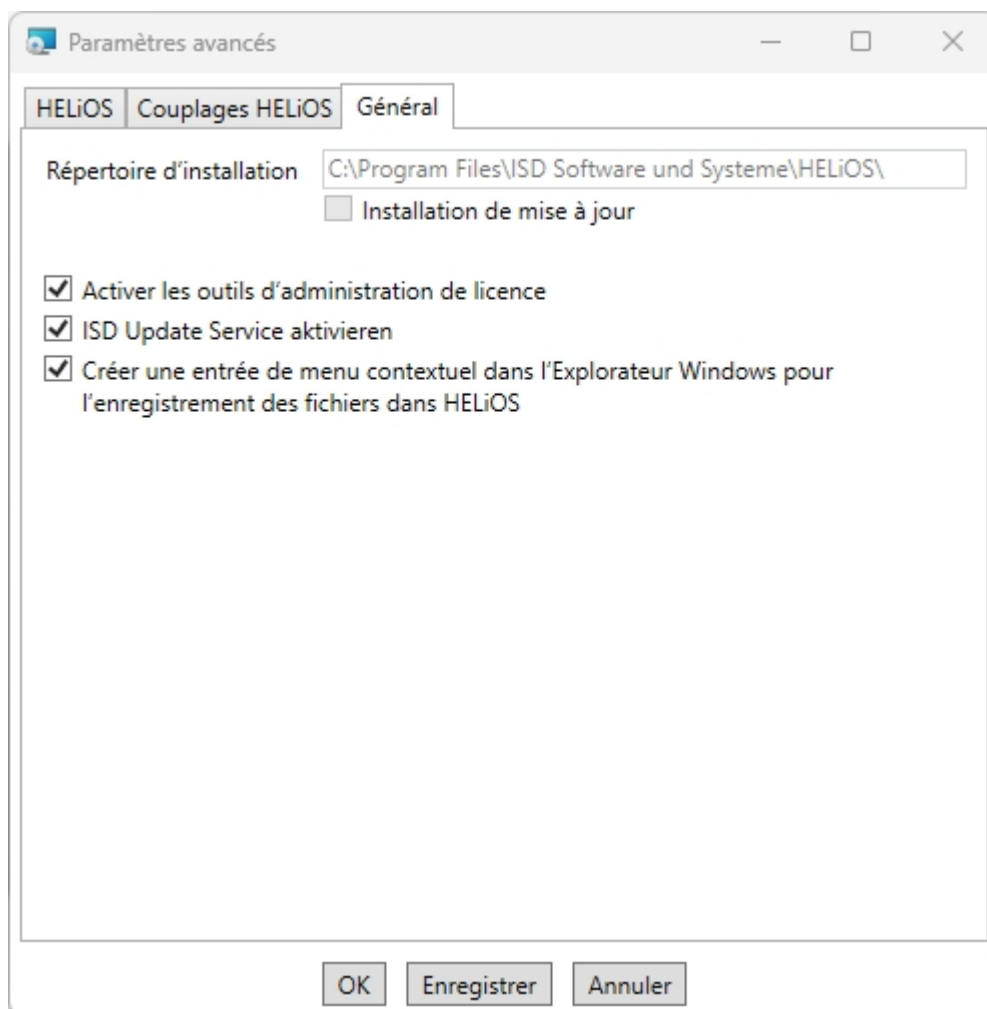 Paramètres avancés
HELiOS Couplages HELiOS Général
Répertoire d'installation C:\Program Files\ISD Software und Systeme\HELiOS\
Installation de mise à jour
Activer les outils d'administration de licence
ISD Update Service aktivieren
Créer une entrée de menu contextuel dans l'Explorateur Windows pour
l'enregistrement des fichiers dans HELiOS
OK Enregistrer Annuler